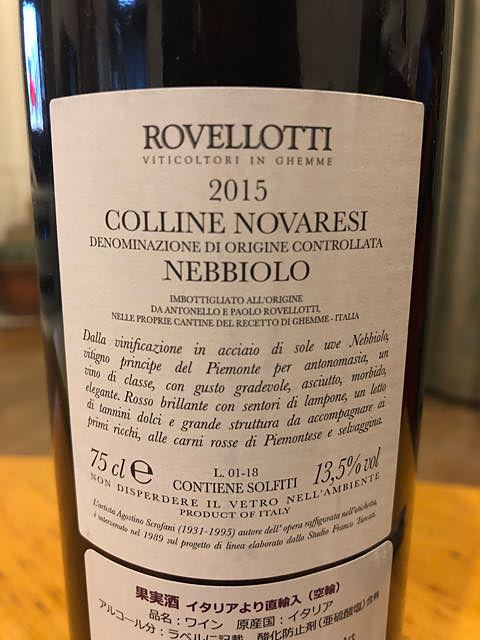 ROVELLOTTI
VITICOLTORI IN GHEMME
2015
COLLINE NOVARESI
DENOMINAZIONE DI ORIGINE CONTROLLATA
NEBBIOLO
IMBOTTIGLIATO ALL'ORIGINE
DA ANTONELLO E PAOLO ROVELLOTTI,
NELLE PROPRIE CANTINE DEL RECETTO DI GHEMME - ITALIA
Dalla vinificazione in acciaio di sole uve Nebbiolo,
vitigno principe del Piemonte per antonomasia, un
vino di classe, con gusto gradevole, asciutto, morbido,
elegante. Rosso brillante con sentori di lampone, un letto
di tannini dolci e grande struttura da accompagnare ai
primi ricchi, alle carni rosse di Piemontese e selvaggina.
75 cl e L. 01-18 13,5% vol
CONTIENE SOLFITI
NON DISPERDERE IL VETRO NELL'AMBIENTE
PRODUCT OF ITALY
L'artista Agostino Scrofani (1931-1995) autore dell'opera raffigurata nell'etichetta,
è intervenuto nel 1989 sul progetto di linea elaborato dallo Studio Franco Turcati.
果実酒 イタリアより直輸入 (空輸)
品名：ワイン 原産国：イタリア
アルコール分：ラベルに記載 酸化防止剤(亜硫酸塩)含有